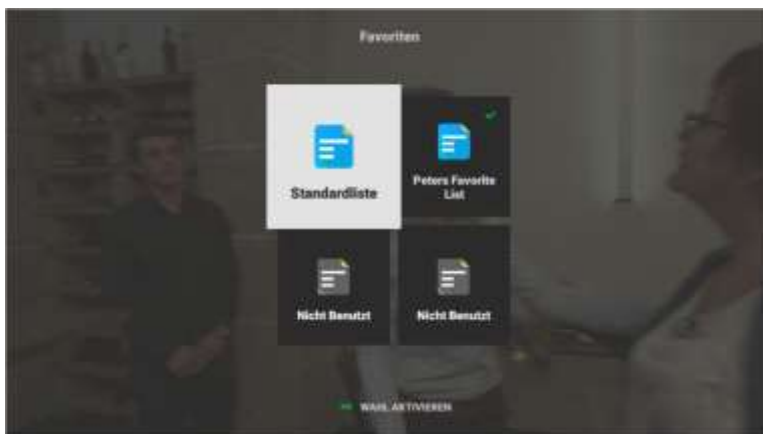 Favoriten
Standardliste
Peters Favorite
List
Nicht Benutzt
Nicht Benutzt
WAHL AKTIVIEREN